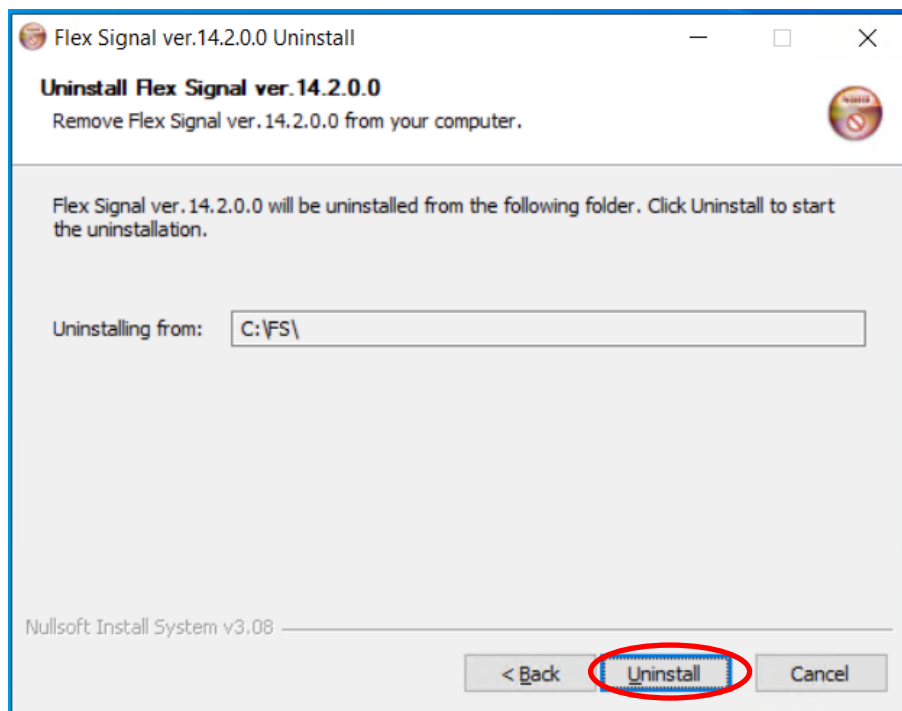 Flex Signal ver.14.2.0.0 Uninstall
Uninstall Flex Signal ver.14.2.0.0
Remove Flex Signal ver.14.2.0.0 from your computer.
Flex Signal ver.14.2.0.0 will be uninstalled from the following folder. Click Uninstall to start
the uninstallation.
Uninstalling from: C:\FS\
Nullsoft Install System v3.08
< Back Uninstall Cancel